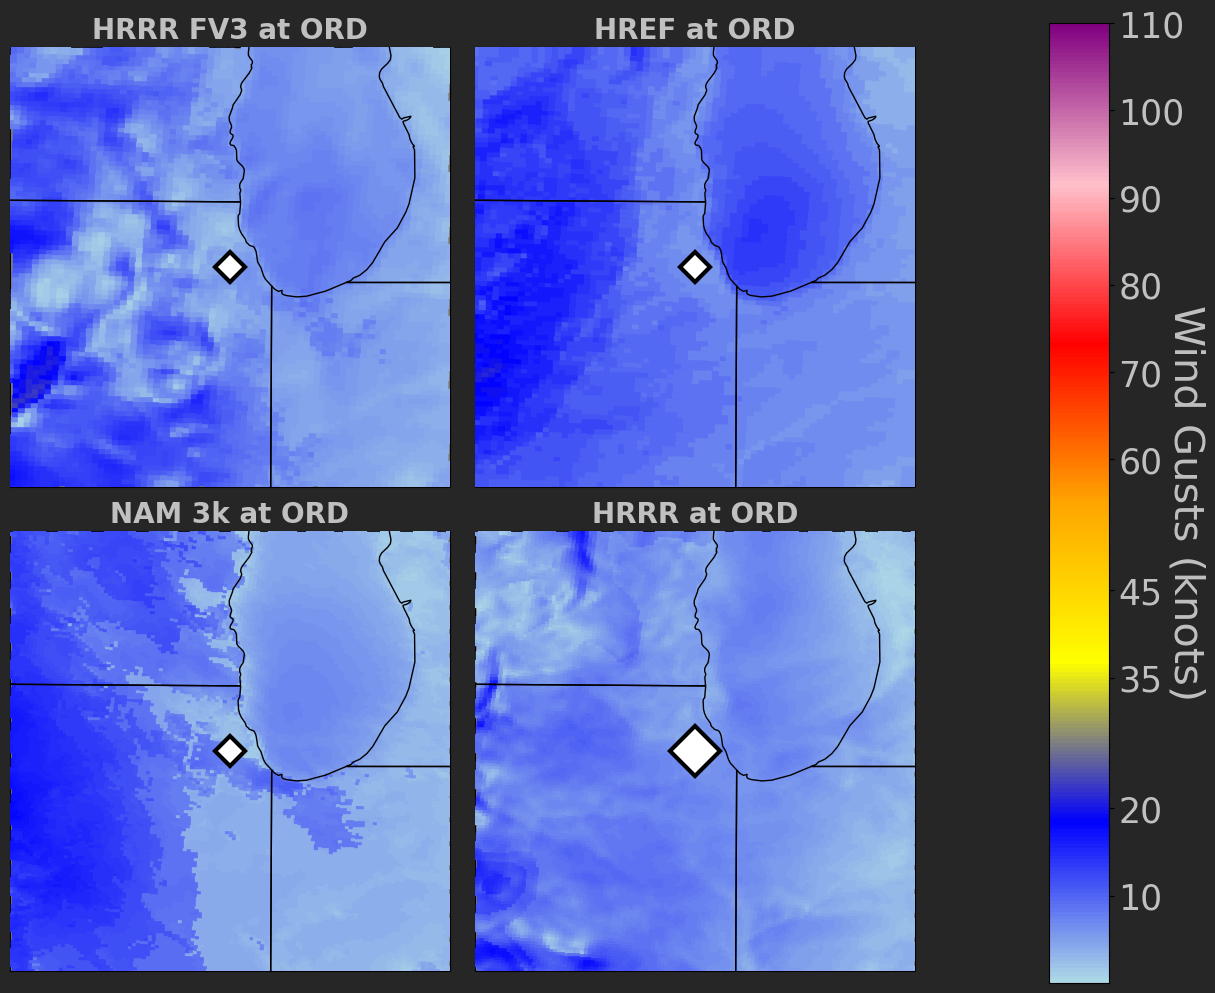 HRRR FV3 at ORD
HREF at ORD
NAM 3k at ORD
HRRR at ORD
110
100
90
80
70
60
45
35
20
10
Wind Gusts (knots)